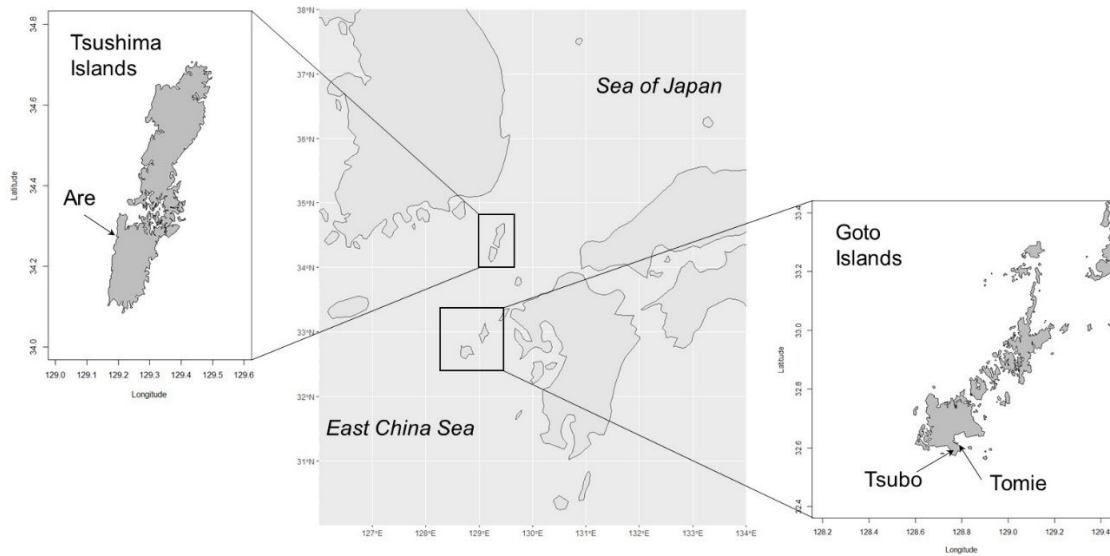 Tsushima
Islands
Are
34.8
34.6
34.4
34.2
34.0
Latitude
129.0 129.2 129.3 129.4 129.5 129.6
Longitude
38°N
37°N
36°N
35°N
34°N
33°N
32°N
31°N
127°E 128°E 129°E 130°E 131°E 132°E 133°E 134°E
Sea of Japan
East China Sea
Goto
Islands
Tsubo
Tomie
33.4
33.2
33.0
32.8
32.6
32.4
Latitude
128.2 128.4 128.6 128.8 129.0 129.2 129.4
Longitude